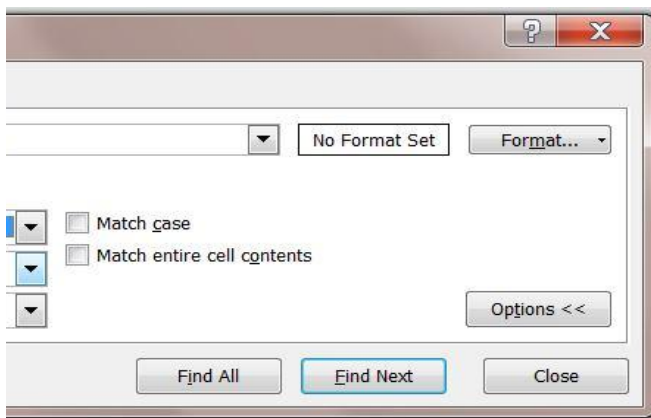 No Format Set Format...
Match case
Match entire cell contents
Options <<
Find All Find Next Close